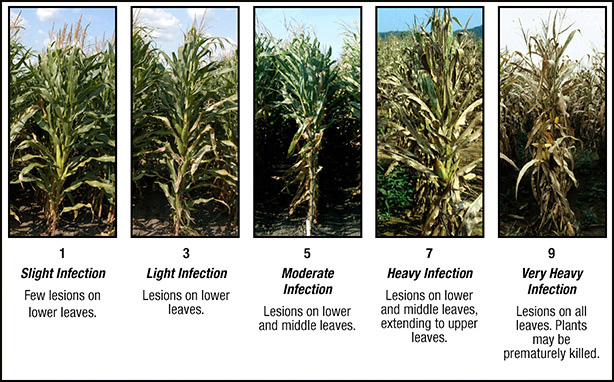 1
Slight Infection
Few lesions on
lower leaves.
3
Light Infection
Lesions on lower
leaves.
5
Moderate
Infection
Lesions on lower
and middle leaves.
7
Heavy Infection
Lesions on lower
and middle leaves,
extending to upper
leaves.
9
Very Heavy
Infection
Lesions on all
leaves. Plants
may be
prematurely killed.